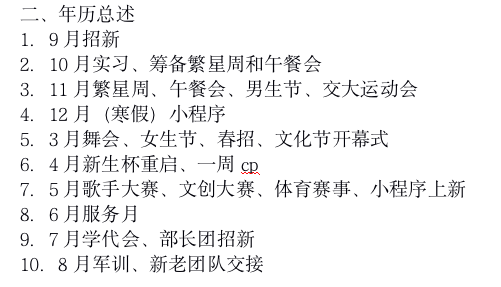 二、年历总述
1. 9月招新
2. 10月实习、筹备繁星周和午餐会
3. 11月繁星周、午餐会、男生节、交大运动会
4. 12月（寒假）小程序
5. 3月舞会、女生节、春招、文化节开幕式
6. 4月新生杯重启、一周cp
7. 5月歌手大赛、文创大赛、体育赛事、小程序上新
8. 6月服务月
9. 7月学代会、部长团招新
10. 8月军训、新老团队交接